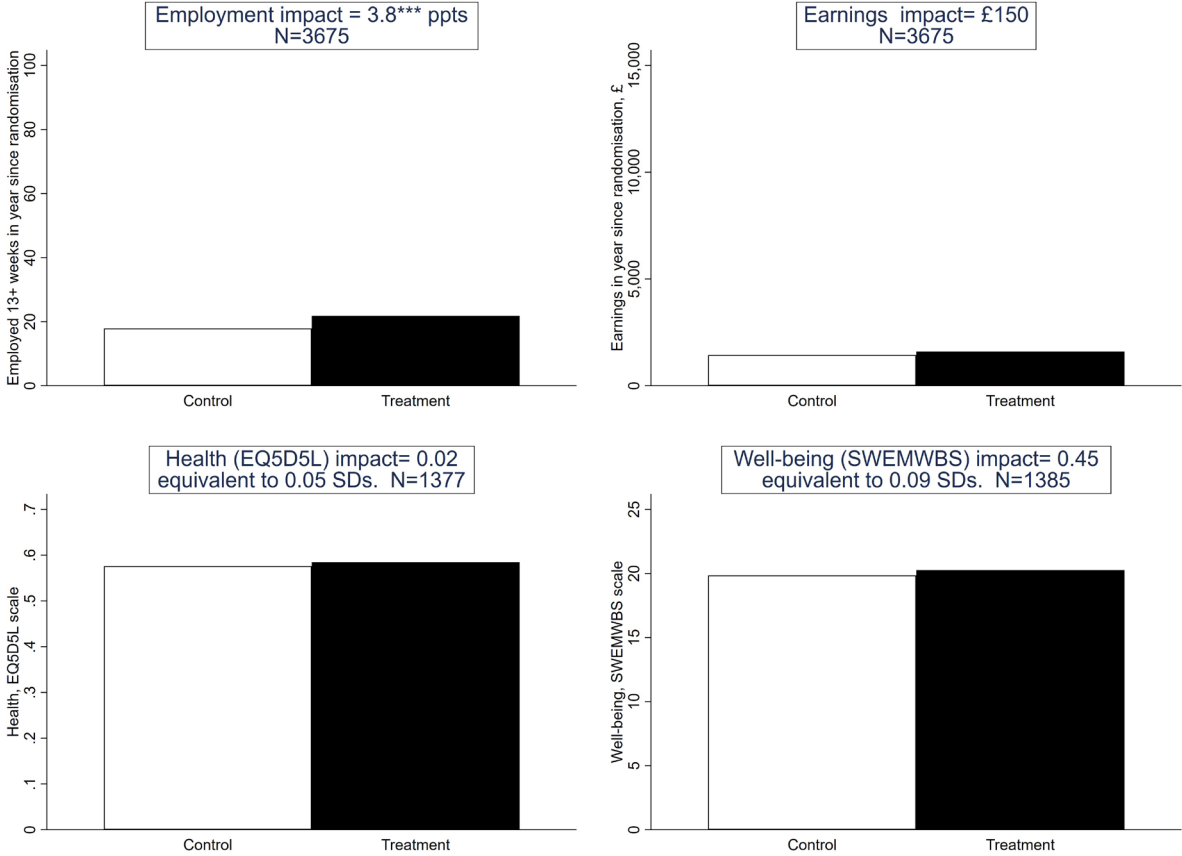 Employment impact = 3.8*** ppts
N=3675
Employed 13+ weeks in year since randomisation
100
80
60
40
20
0
Control
Treatment
Earnings impact= £150
N=3675
Earnings in year since randomisation, £
15,000
10,000
5,000
0
Control
Treatment
Health (EQ5D5L) impact= 0.02
equivalent to 0.05 SDs. N=1377
Health, EQ5D5L scale
.7
.6
.5
.4
.3
.2
.1
0
Control
Treatment
Well-being (SWEMWBS) impact= 0.45
equivalent to 0.09 SDs. N=1385
Well-being, SWEMWBS scale
25
20
15
10
5
0
Control
Treatment